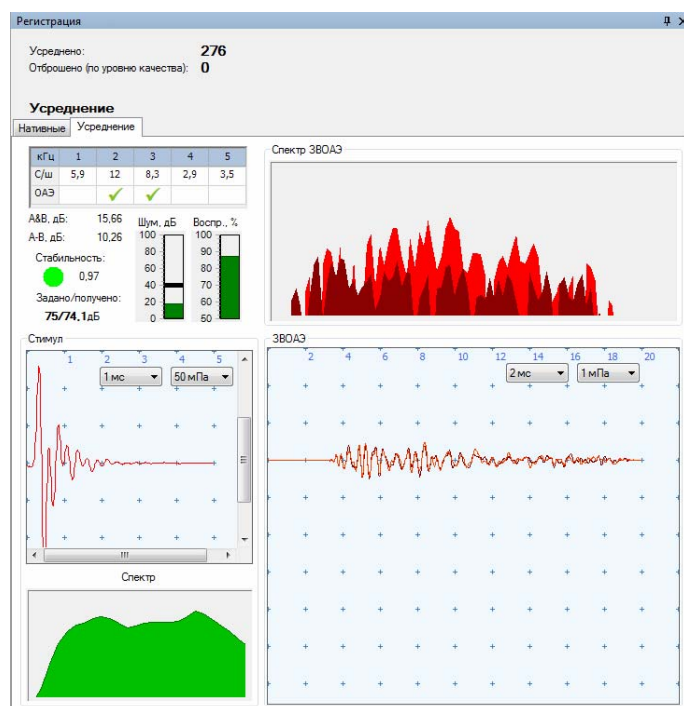 Регистрация
Усреднено: 276
Отброшено (по уровню качества): 0
Усреднение
Нативные Усреднение
кГц 1 2 3 4 5
С/ш 5,9 12 8,3 2,9 3,5
ОАЭ
A&B, дБ: 15,66
A-B, дБ: 10,26
Стабильность:
0,97
Задано/получено:
75/74,1дБ
Шум, дБ
100
80
60
40
20
0
Воспр., %
100
90
80
70
60
50
Спектр ЗВОАЭ
Стимул
1 2 3 4 5
1 мс 50 мПа
Спектр
ЗВОАЭ
2 4 6 8 10 12 14 16 18 20
2 мс 1 мПа